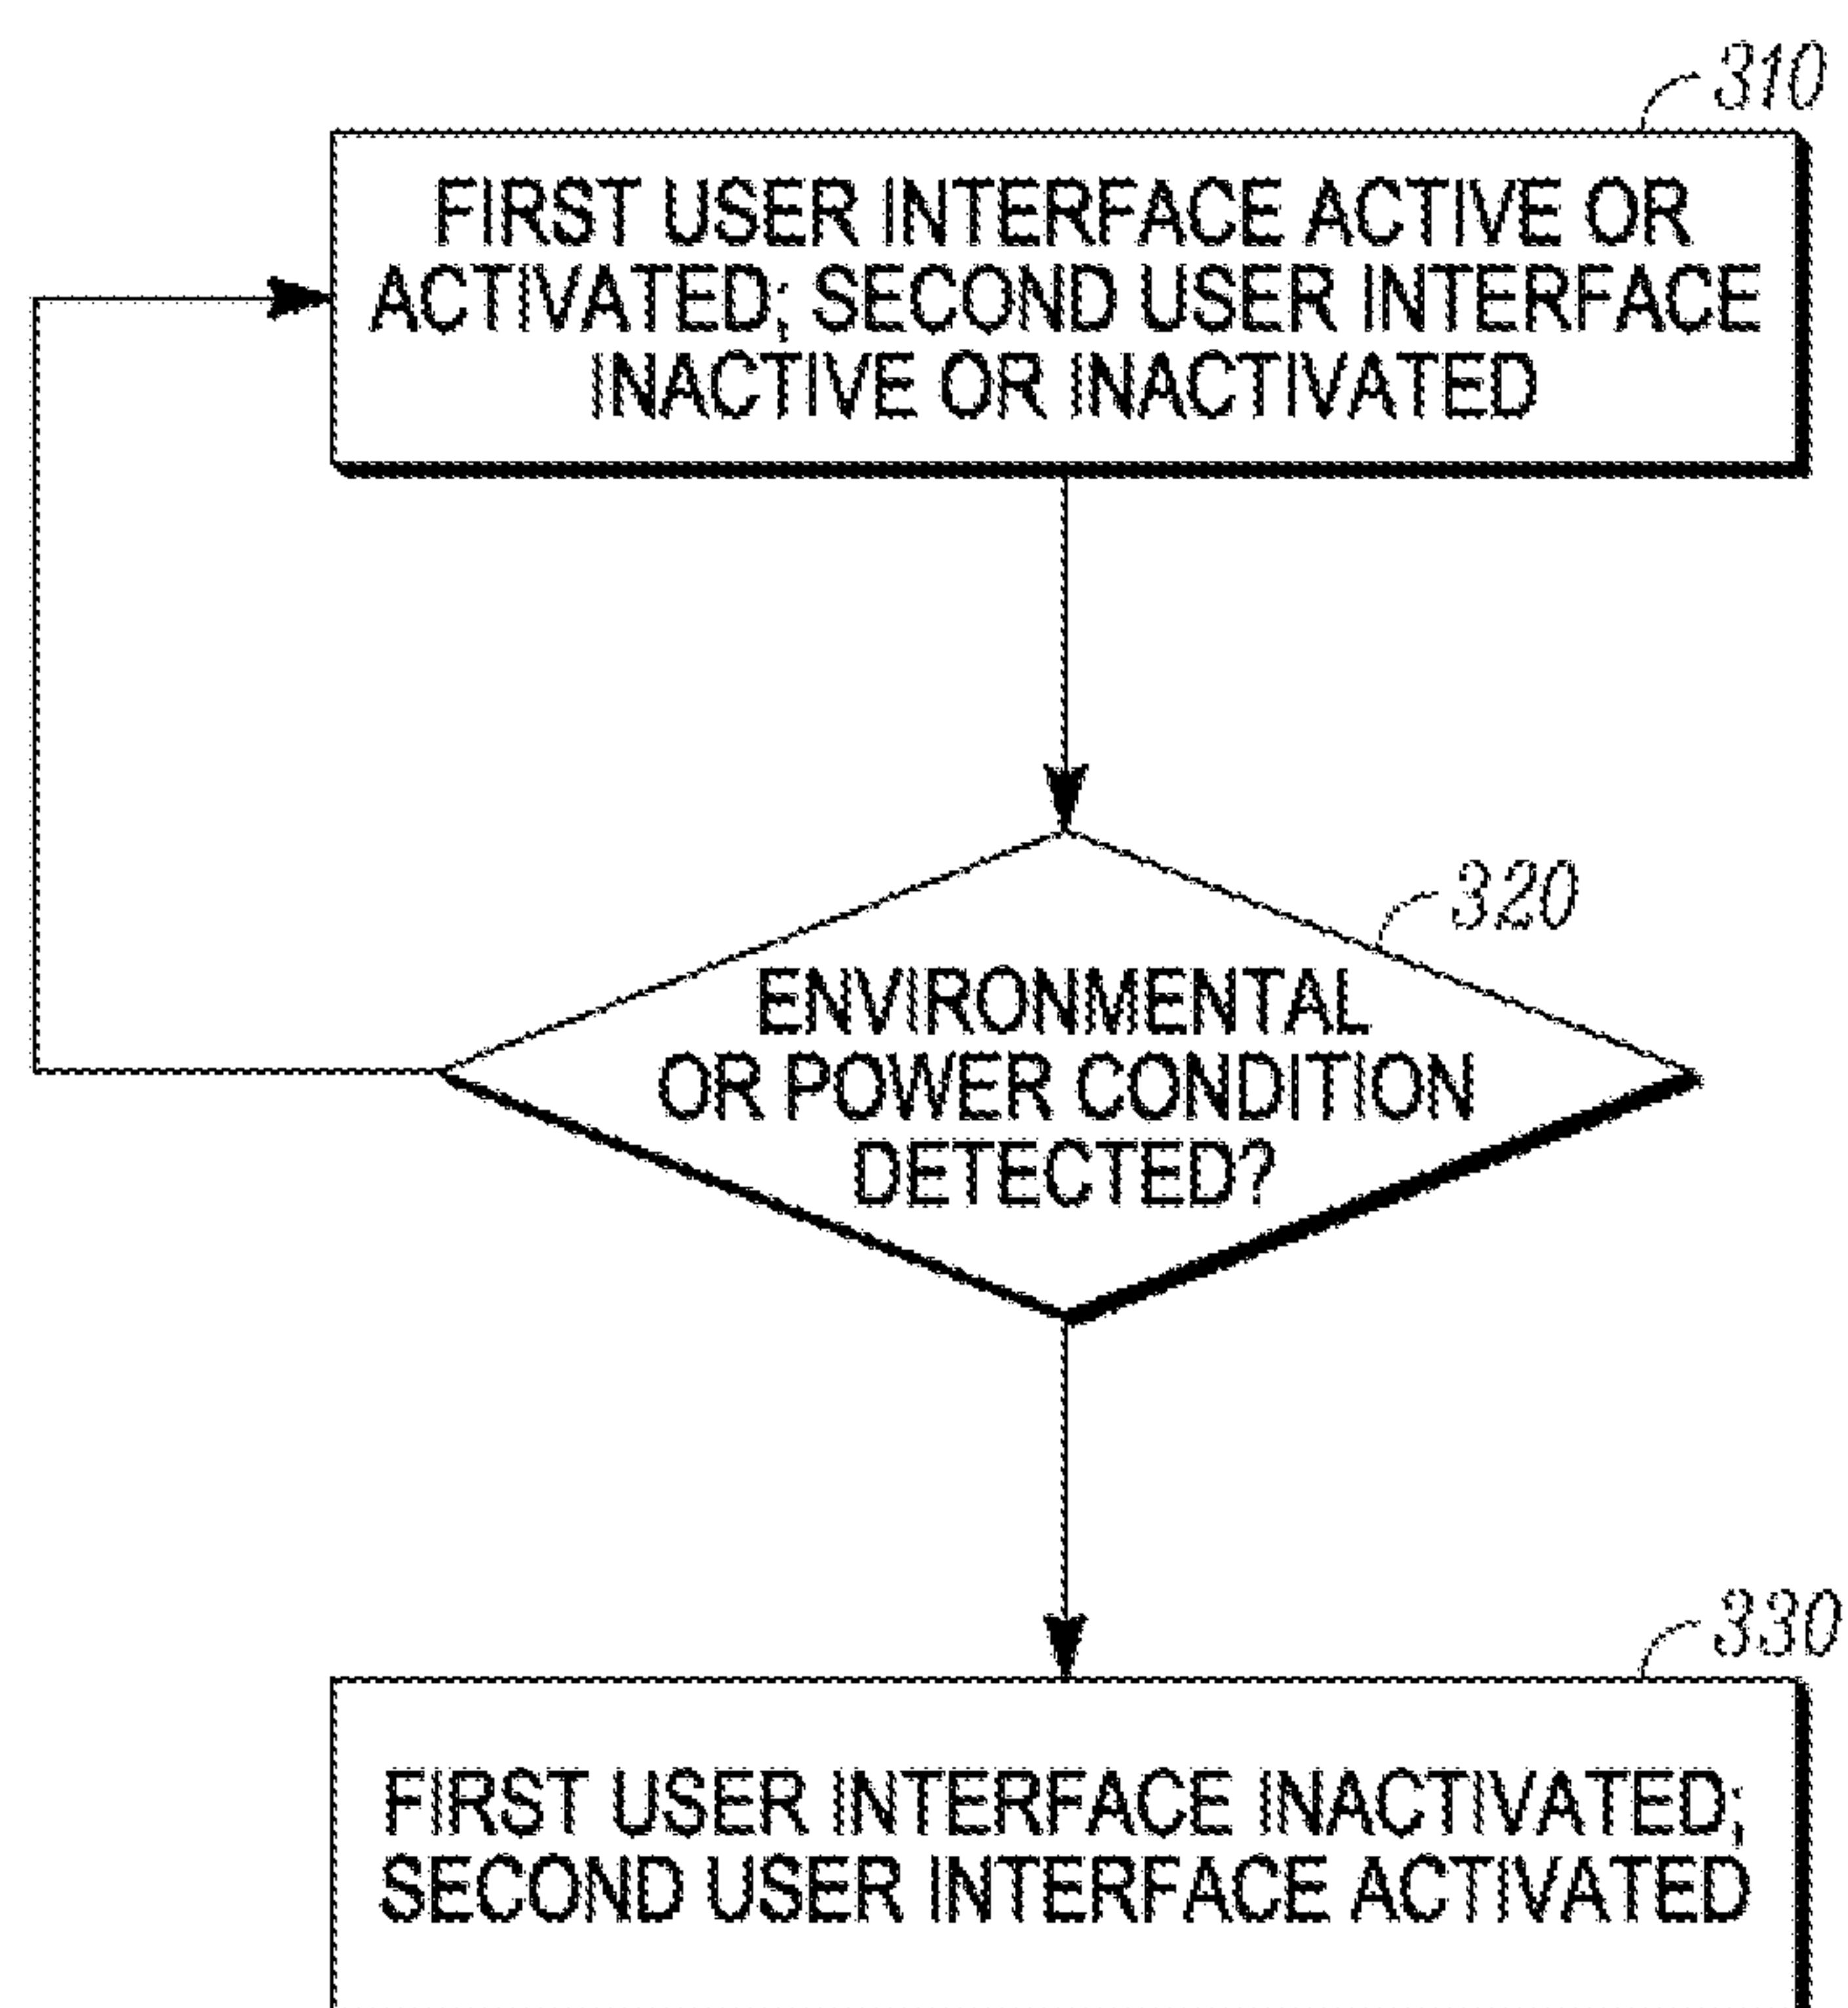 310
FIRST USER INTERFACE ACTIVE OR
ACTIVATED; SECOND USER INTERFACE
INACTIVE OR INACTIVATED
320
ENVIRONMENTAL
OR POWER CONDITION
DETECTED?
330
FIRST USER INTERFACE INACTIVATED;
SECOND USER INTERFACE ACTIVATED